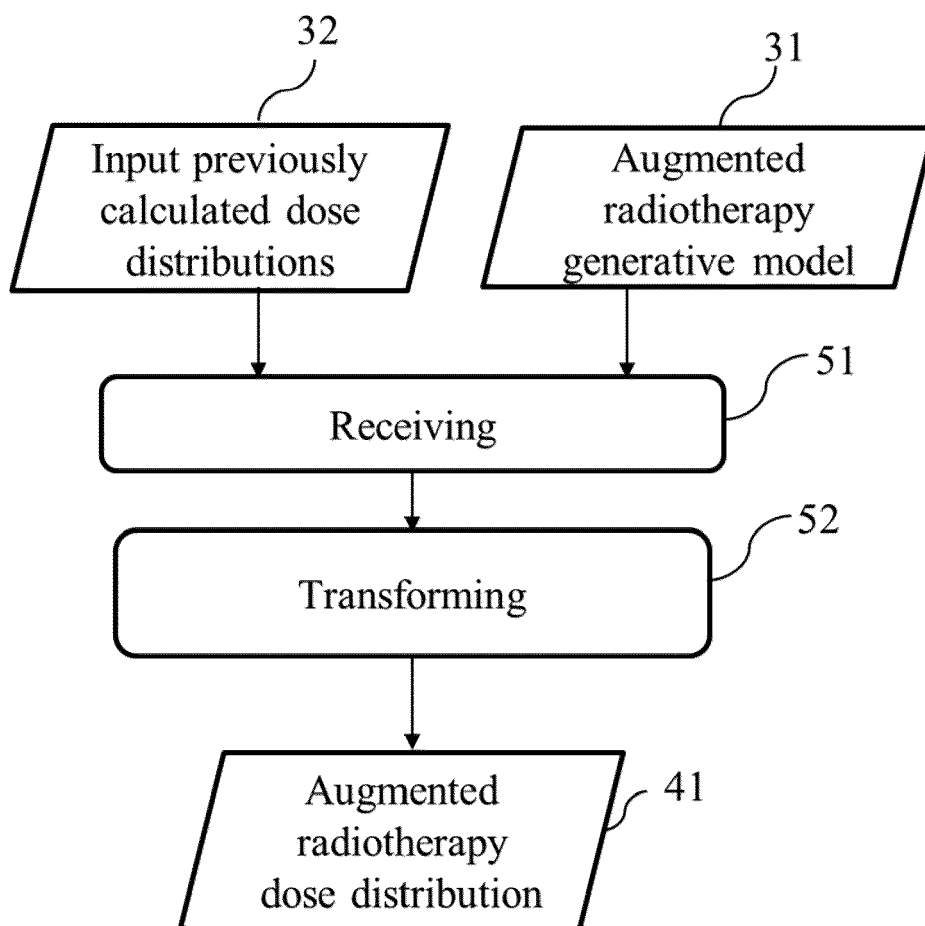 32
31
Input previously
calculated dose
distributions
Augmented
radiotherapy
generative model
51
Receiving
52
Transforming
41
Augmented
radiotherapy
dose distribution